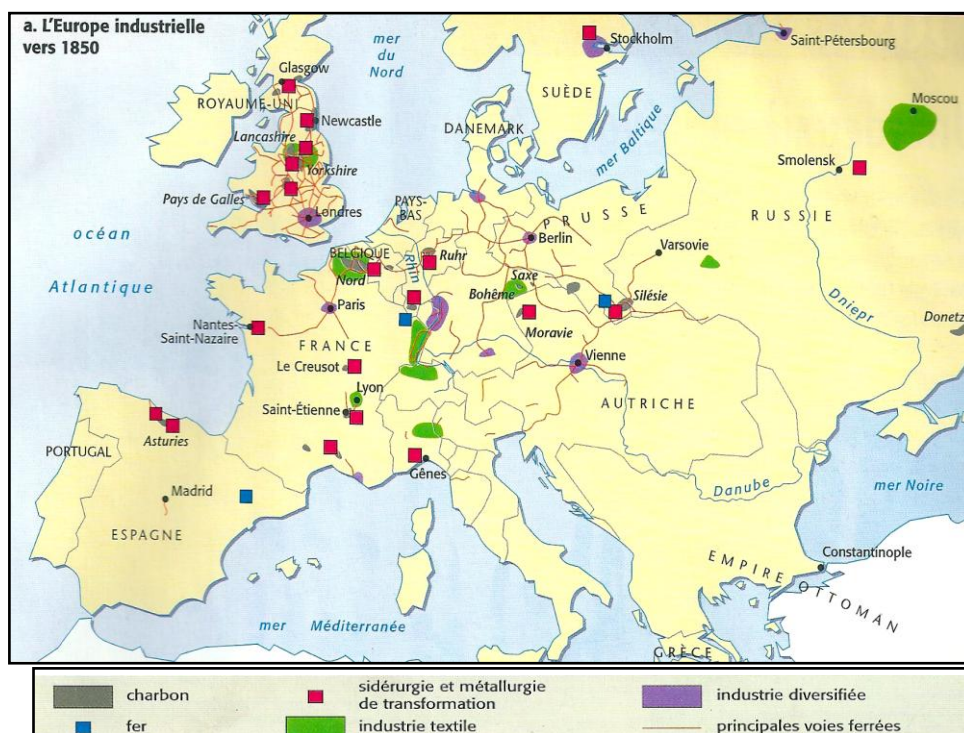 a. L'Europe industrielle
vers 1850
mer
du
Nord
Stockholm
Saint-Pétersbourg
Glasgow
ROYAUME-UNI
SUÈDE
Moscou
Newcastle
Lancashire
DANEMARK
mer Baltique
Yorkshire
Smolensk
Pays de Galles
PAYS-
BAS
PRUSSE
RUSSIE
Londres
Berlin
océan
Atlantique
BELGIQUE
Ruhr
Varsovie
Nord
Rhin
Saxe
Dniepr
Bohême
Silésie
Paris
Donetz
Nantes-
Saint-Nazaire
Moravie
FRANCE
Vienne
Le Creusot
Lyon
AUTRICHE
Saint-Étienne
Asturies
PORTUGAL
Gênes
Madrid
Danube
mer Noire
ESPAGNE
Constantinople
EMPIRE OTTOMAN
mer Méditerranée
GRÈCE
charbon
sidérurgie et métallurgie
de transformation
industrie diversifiée
fer
industrie textile
principales voies ferrées